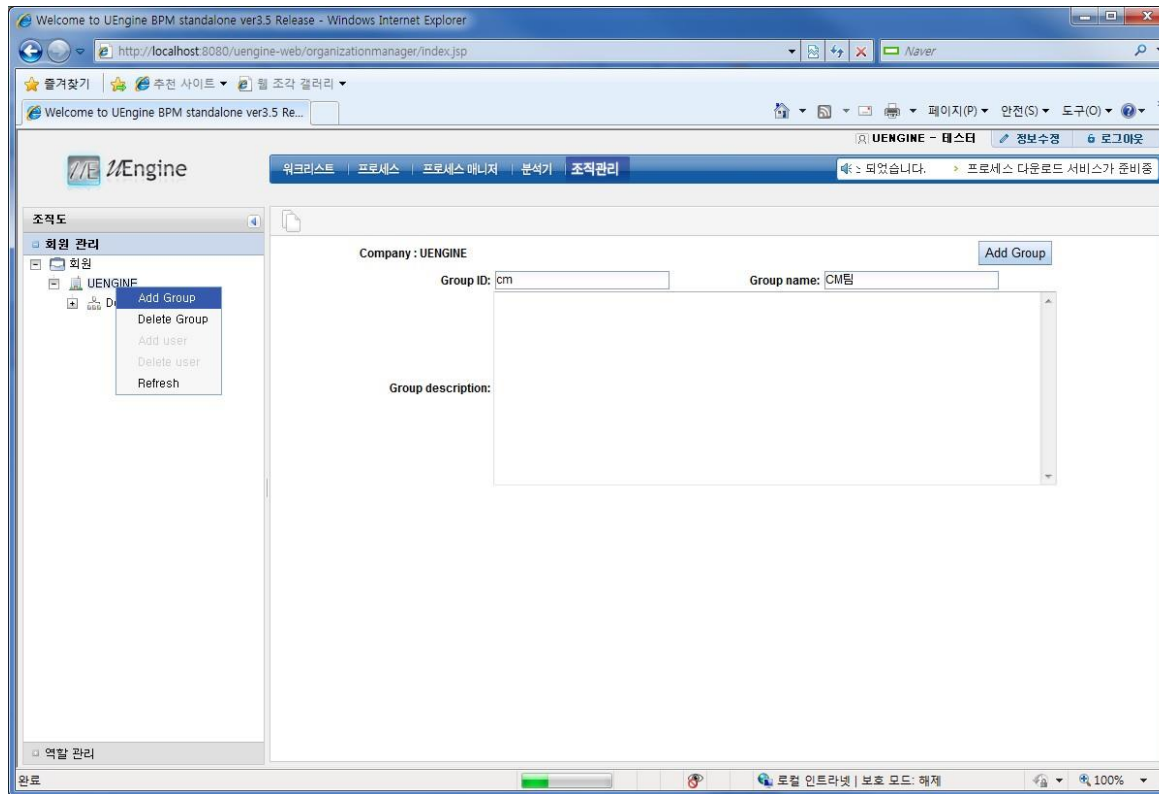 Welcome to UEngine BPM standalone ver3.5 Release - Windows Internet Explorer
http://localhost:8080/uengine-web/organizationmanager/index.jsp
Naver
즐겨찾기 추천 사이트 웹 조각 갤러리
Welcome to UEngine BPM standalone ver3.5 Re...
페이지(P) 안전(S) 도구(O)
UENGINE - 테스터 정보수정 로그아웃
UEngine
워크리스트 | 프로세스 | 프로세스 매니저 | 분석기 | 조직관리
되었습니다. 프로세스 다운로드 서비스가 준비중
조직도
회원 관리
Company : UENGINE
Add Group
회원
Group ID: cm
Group name: CM팀
UENGINE
Add Group
Delete Group
Add user
Delete user
Refresh
Group description:
역할 관리
완료
로컬 인트라넷 | 보호 모드: 해제
100%